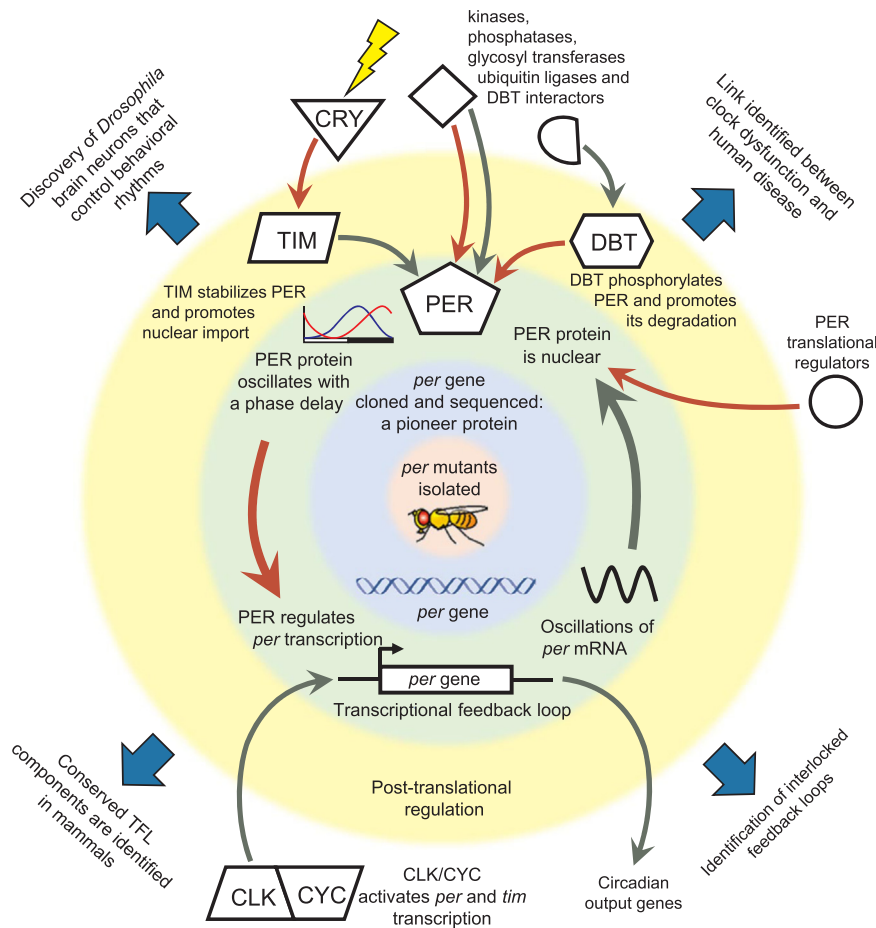 kinases,
phosphatases,
glycosyl transferases
ubiquitin ligases and
DBT interactors
Discovery of Drosophila
brain neurons that
control behavioral
rhythms
CRY
Link identified between
clock dysfunction and
human disease
TIM
DBT
PER
TIM stabilizes PER
and promotes
nuclear import
DBT phosphorylates
PER and promotes
its degradation
PER protein
is nuclear
PER
translational
regulators
PER protein
oscillates with
a phase delay
per gene
cloned and sequenced:
a pioneer protein
per mutants
isolated
per gene
PER regulates
per transcription
Oscillations of
per mRNA
per gene
Transcriptional feedback loop
Post-translational
regulation
Conserved TFL
components are identified
in mammals
Identification of interlocked
feedback loops
CLK
CYC
CLK/CYC
activates per and tim
transcription
Circadian
output genes